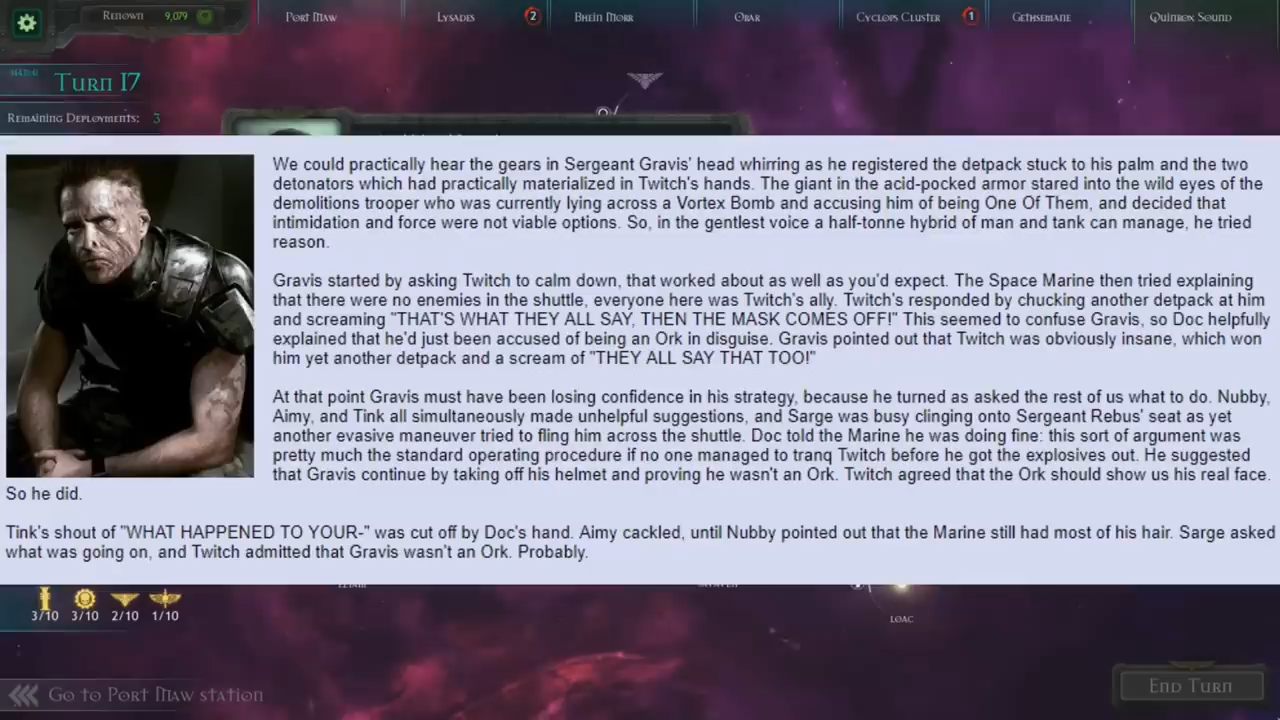 Renown 9,079
Port Maw
Lysades
2
Bhein Morr
Obar
Cyclops Cluster
1
Gethsemane
Quinrox Sound
Turn 17
Remaining Deployments: 3
We could practically hear the gears in Sergeant Gravis' head whirring as he registered the detpack stuck to his palm and the two
detonators which had practically materialized in Twitch's hands. The giant in the acid-pocked armor stared into the wild eyes of the
demolitions trooper who was currently lying across a Vortex Bomb and accusing him of being One Of Them, and decided that
intimidation and force were not viable options. So, in the gentlest voice a half-tonne hybrid of man and tank can manage, he tried
reason.
Gravis started by asking Twitch to calm down, that worked about as well as you'd expect. The Space Marine then tried explaining
that there were no enemies in the shuttle, everyone here was Twitch's ally. Twitch's responded by chucking another detpack at him
and screaming "THAT'S WHAT THEY ALL SAY, THEN THE MASK COMES OFF!" This seemed to confuse Gravis, so Doc helpfully
explained that he'd just been accused of being an Ork in disguise. Gravis pointed out that Twitch was obviously insane, which won
him yet another detpack and a scream of "THEY ALL SAY THAT TOO!"
At that point Gravis must have been losing confidence in his strategy, because he turned as asked the rest of us what to do. Nubby,
Aimy, and Tink all simultaneously made unhelpful suggestions, and Sarge was busy clinging onto Sergeant Rebus' seat as yet
another evasive maneuver tried to fling him across the shuttle. Doc told the Marine he was doing fine: this sort of argument was
pretty much the standard operating procedure if no one managed to tranq Twitch before he got the explosives out. He suggested
that Gravis continue by taking off his helmet and proving he wasn't an Ork. Twitch agreed that the Ork should show us his real face.
So he did.
Tink's shout of "WHAT HAPPENED TO YOUR-" was cut off by Doc's hand. Aimy cackled, until Nubby pointed out that the Marine still had most of his hair. Sarge asked
what was going on, and Twitch admitted that Gravis wasn't an Ork. Probably.
3/10 3/10 2/10 1/10
Loac
Go to Port Maw station
End Turn